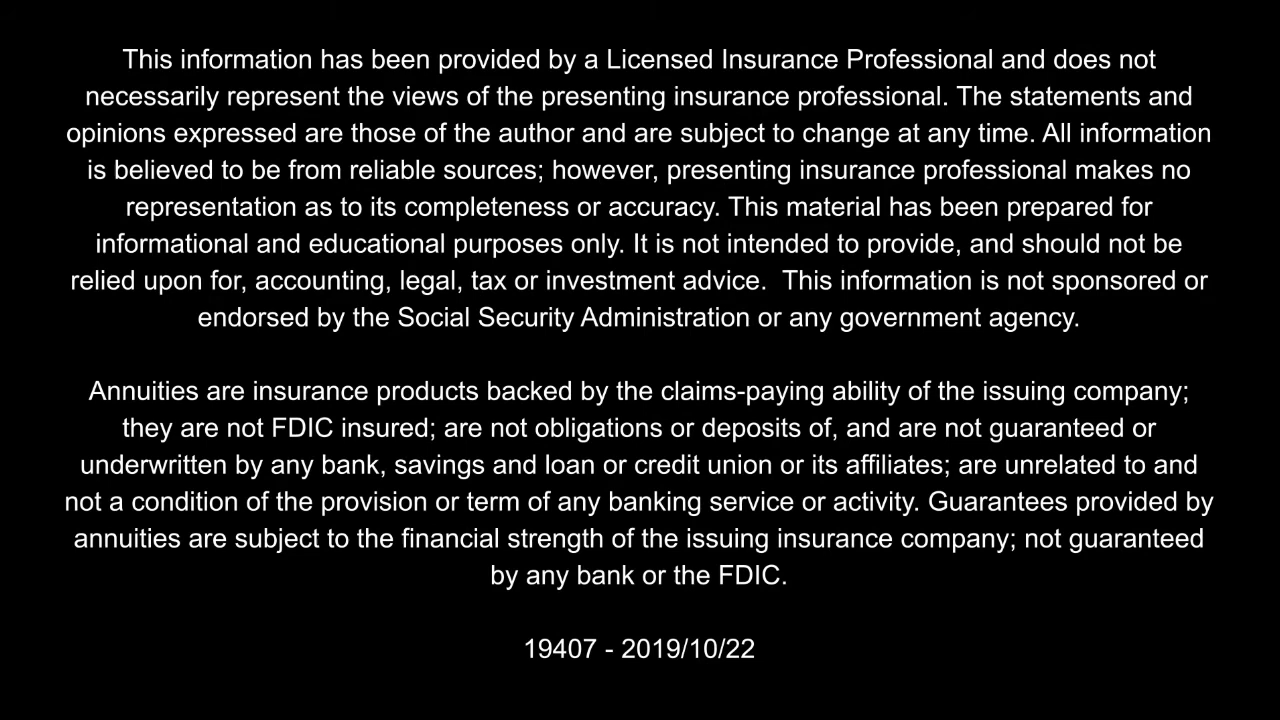 This information has been provided by a Licensed Insurance Professional and does not
necessarily represent the views of the presenting insurance professional. The statements and
opinions expressed are those of the author and are subject to change at any time. All information
is believed to be from reliable sources; however, presenting insurance professional makes no
representation as to its completeness or accuracy. This material has been prepared for
informational and educational purposes only. It is not intended to provide, and should not be
relied upon for, accounting, legal, tax or investment advice.  This information is not sponsored or
endorsed by the Social Security Administration or any government agency.
Annuities are insurance products backed by the claims-paying ability of the issuing company;
they are not FDIC insured; are not obligations or deposits of, and are not guaranteed or
underwritten by any bank, savings and loan or credit union or its affiliates; are unrelated to and
not a condition of the provision or term of any banking service or activity. Guarantees provided by
annuities are subject to the financial strength of the issuing insurance company; not guaranteed
by any bank or the FDIC.
19407 - 2019/10/22